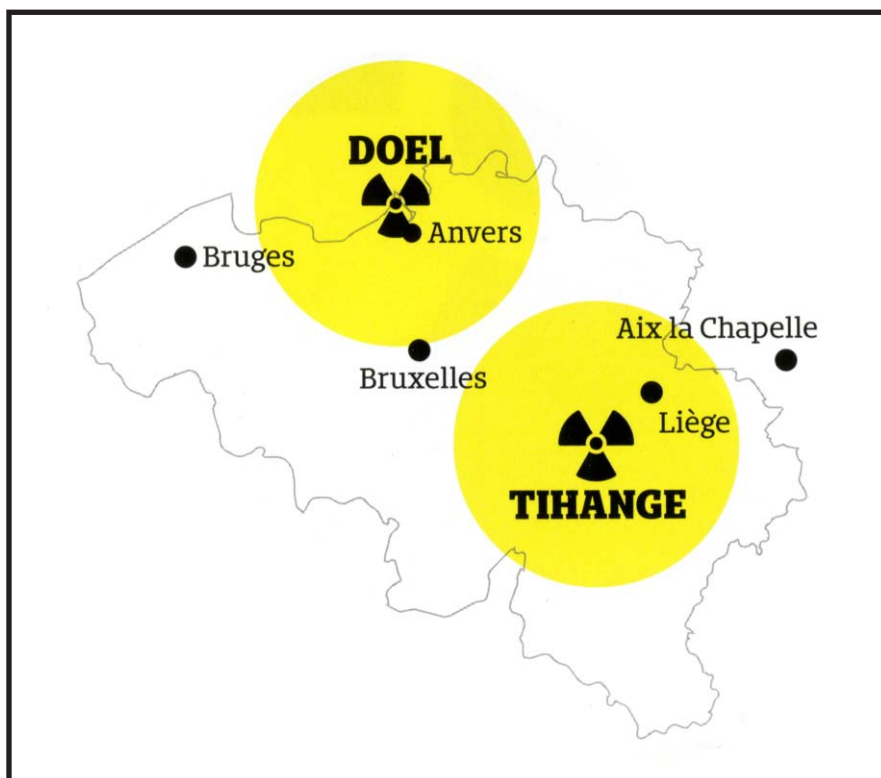 DOEL
Anvers
Bruges
Aix la Chapelle
Bruxelles
Liège
TIHANGE